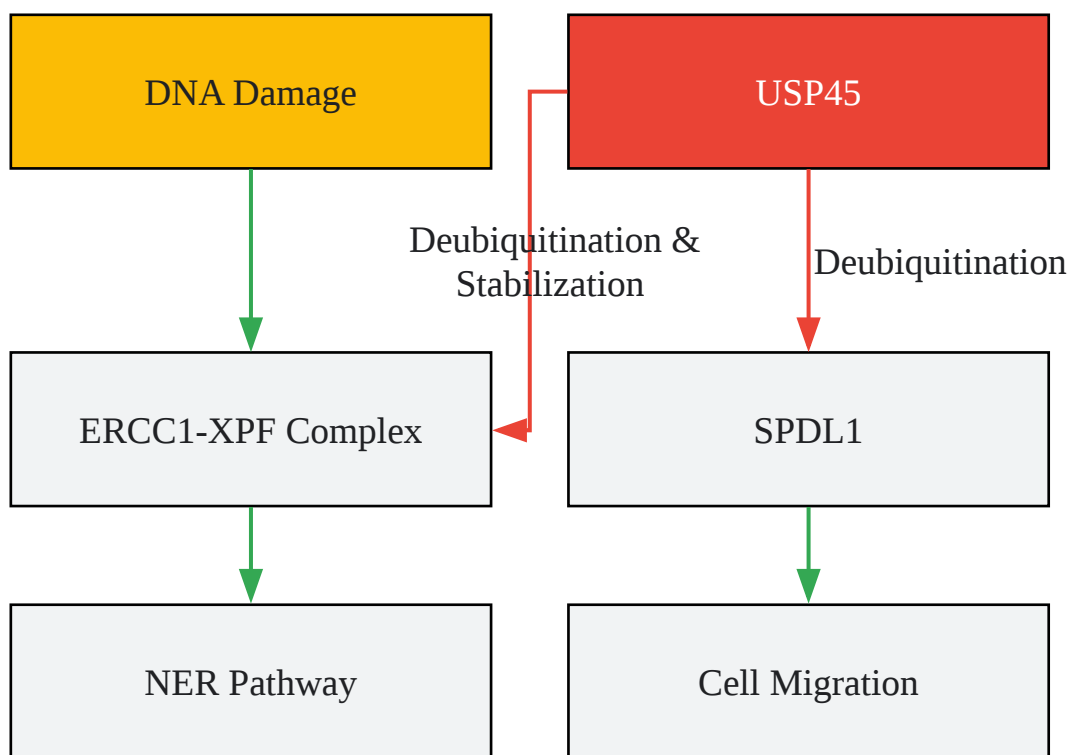 DNA Damage
USP45
Deubiquitination &
Stabilization
Deubiquitination
ERCC1-XPF Complex
SPDL1
NER Pathway
Cell Migration